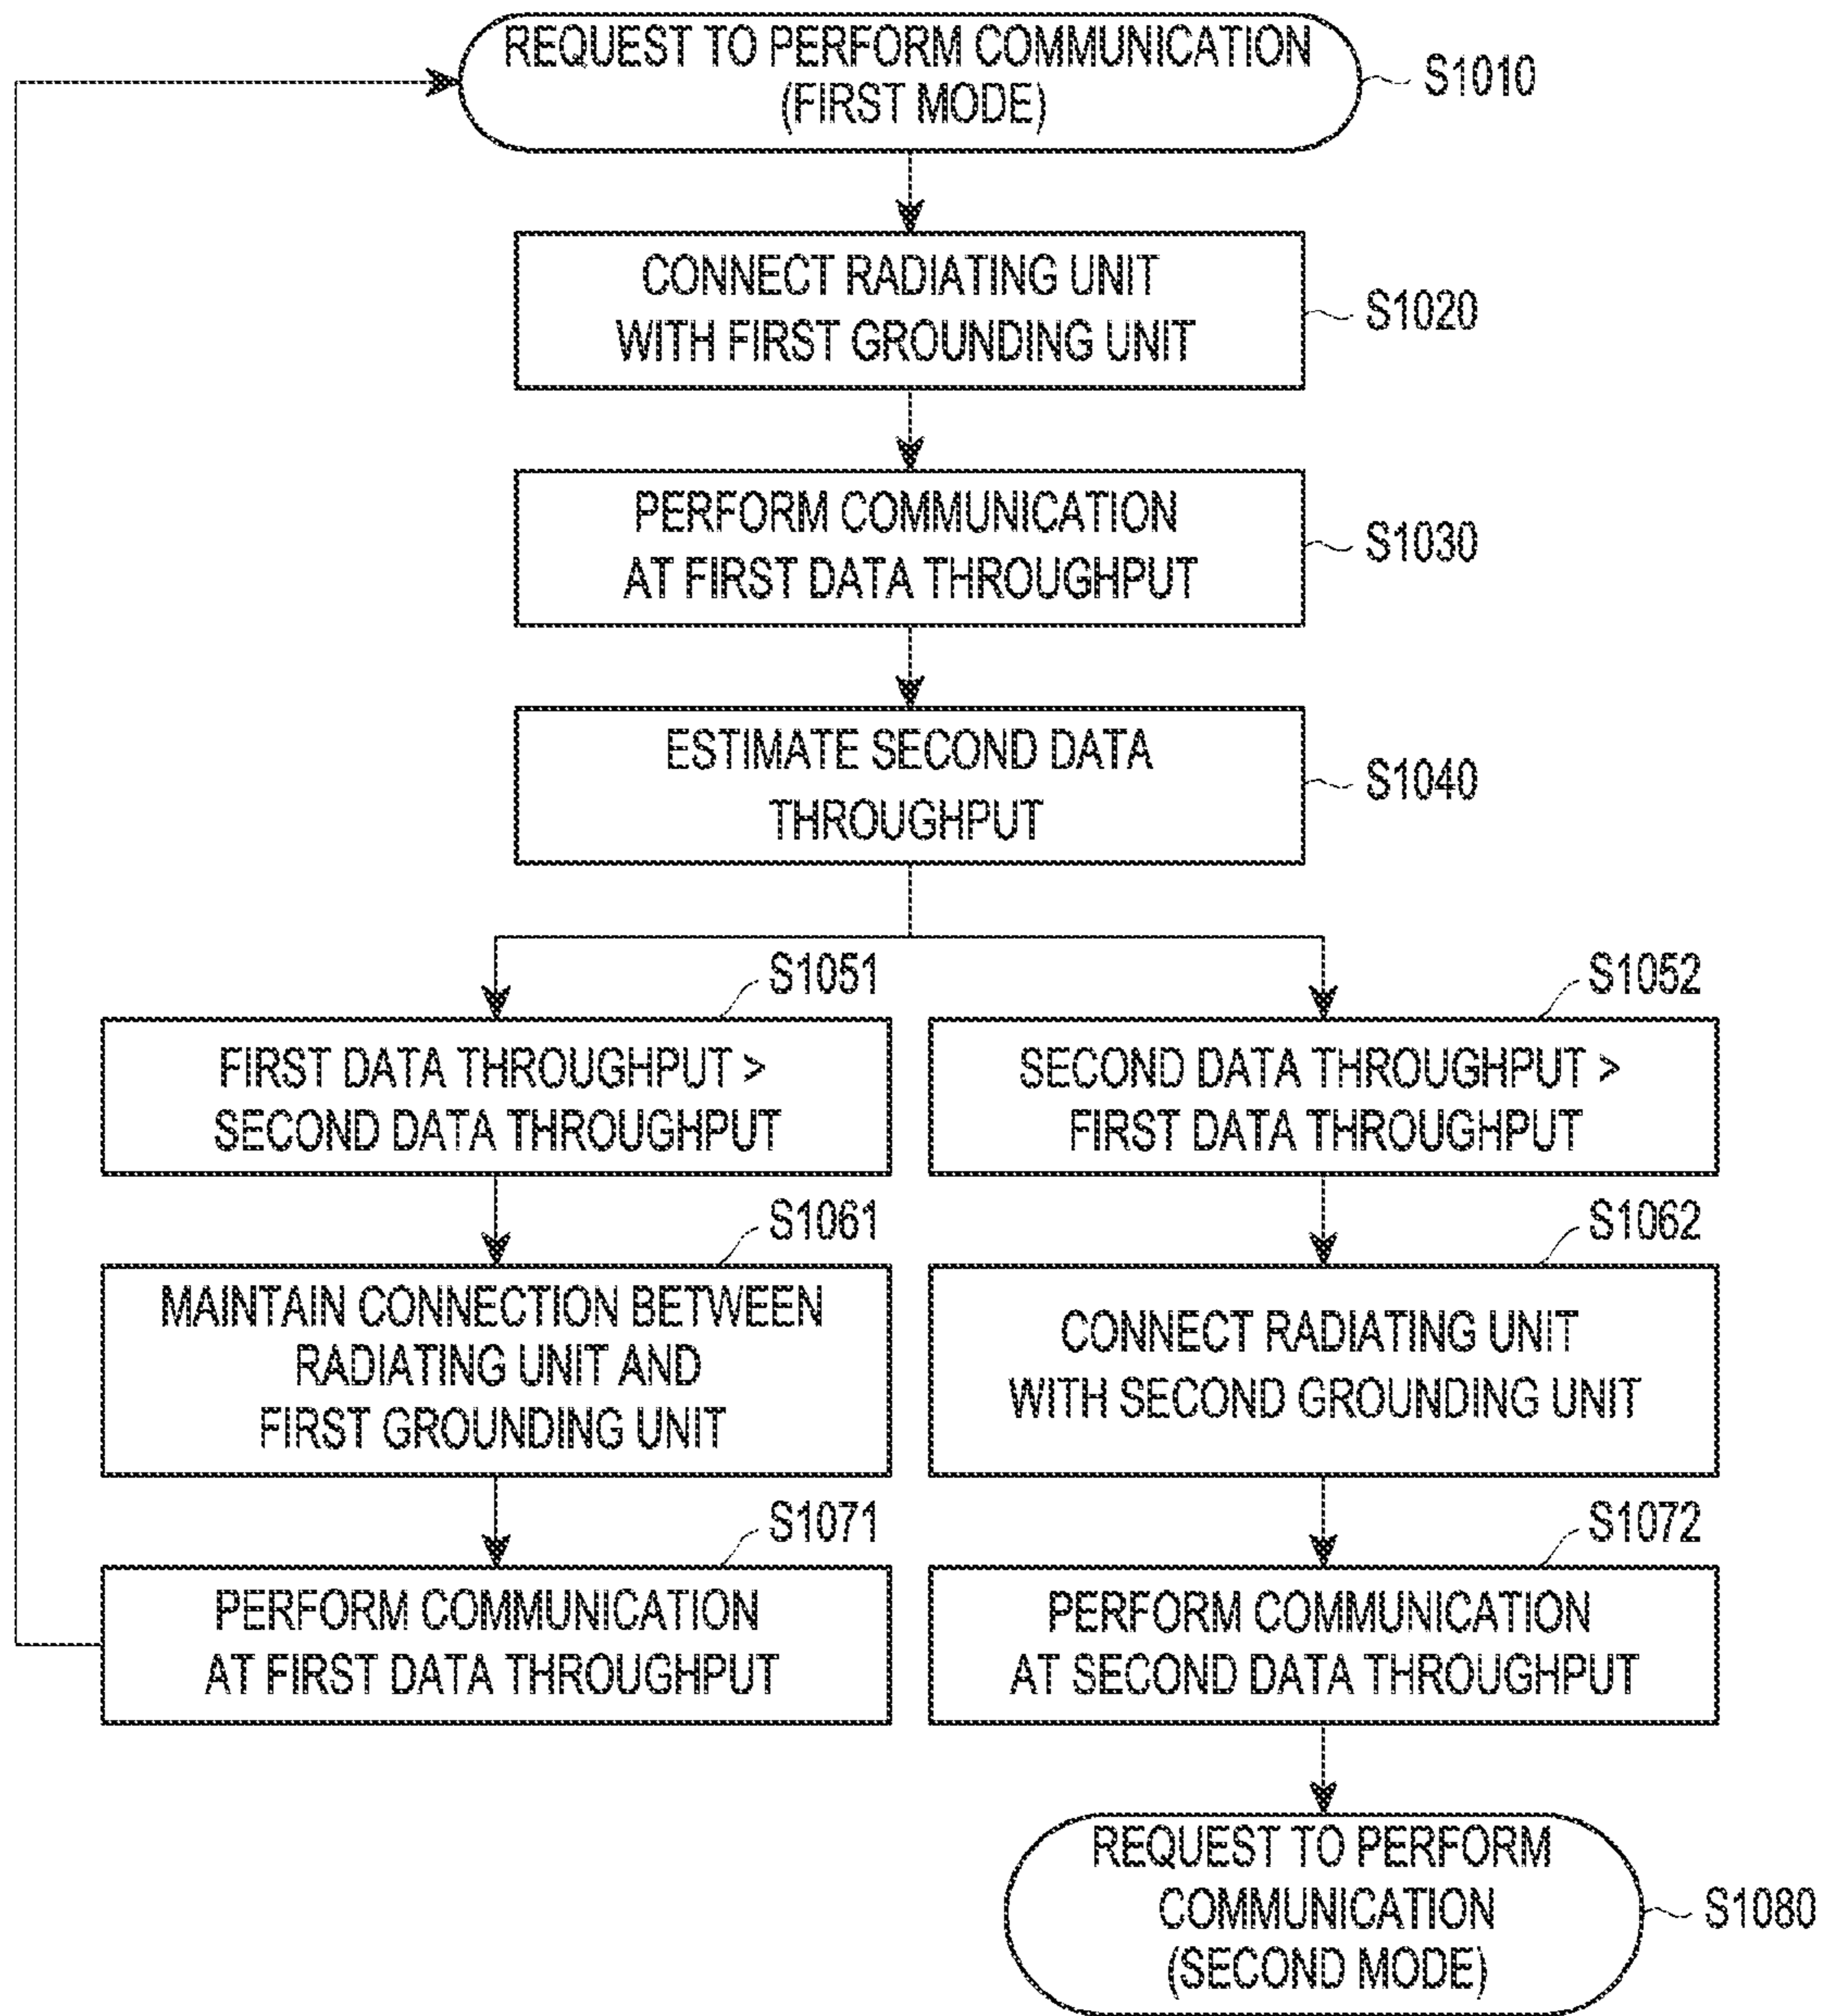 REQUEST TO PERFORM COMMUNICATION
(FIRST MODE)
S1010
CONNECT RADIATING UNIT
WITH FIRST GROUNDING UNIT
S1020
PERFORM COMMUNICATION
AT FIRST DATA THROUGHPUT
S1030
ESTIMATE SECOND DATA
THROUGHPUT
S1040
S1051
FIRST DATA THROUGHPUT >
SECOND DATA THROUGHPUT
S1052
SECOND DATA THROUGHPUT >
FIRST DATA THROUGHPUT
S1061
MAINTAIN CONNECTION BETWEEN
RADIATING UNIT AND
FIRST GROUNDING UNIT
S1062
CONNECT RADIATING UNIT
WITH SECOND GROUNDING UNIT
S1071
PERFORM COMMUNICATION
AT FIRST DATA THROUGHPUT
S1072
PERFORM COMMUNICATION
AT SECOND DATA THROUGHPUT
REQUEST TO PERFORM
COMMUNICATION
(SECOND MODE)
S1080